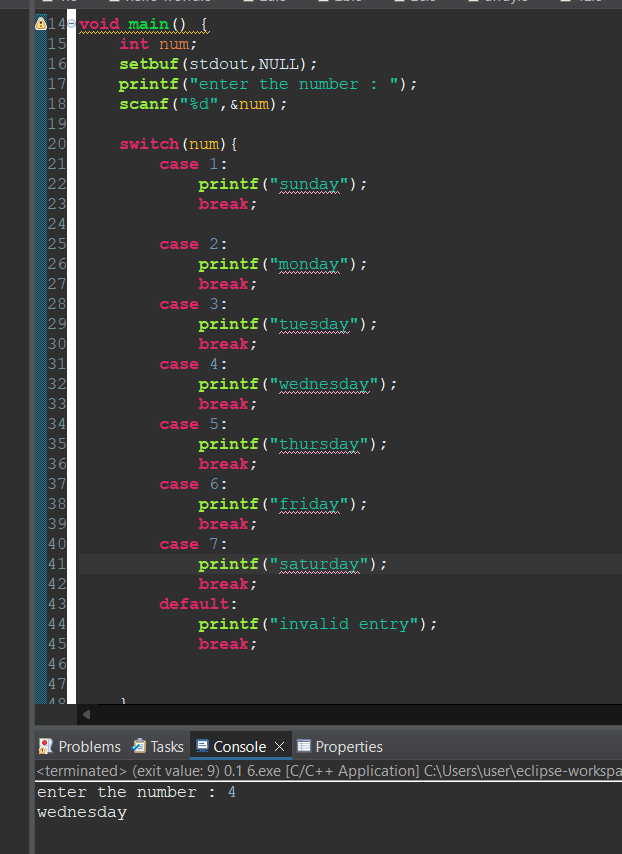 14 void main() {
15 int num;
16 setbuf(stdout,NULL);
17 printf("enter the number : ");
18 scanf("%d",&num);
19
20 switch(num){
21 case 1:
22 printf("sunday");
23 break;
24
25 case 2:
26 printf("monday");
27 break;
28 case 3:
29 printf("tuesday");
30 break;
31 case 4:
32 printf("wednesday");
33 break;
34 case 5:
35 printf("thursday");
36 break;
37 case 6:
38 printf("friday");
39 break;
40 case 7:
41 printf("saturday");
42 break;
43 default:
44 printf("invalid entry");
45 break;
46
47
48 }
Problems Tasks Console Properties
<terminated> (exit value: 9) 0.1 6.exe [C/C++ Application] C:\Users\user\eclipse-workspa
enter the number : 4
wednesday